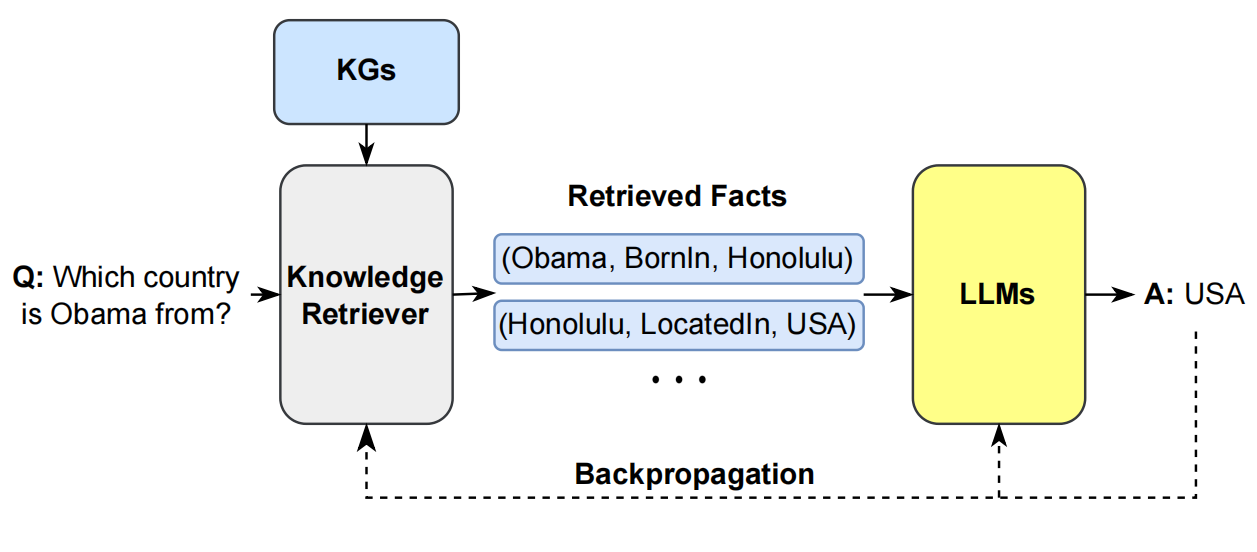 KGs
Q: Which country
is Obama from?
Knowledge
Retriever
Retrieved Facts
(Obama, BornIn, Honolulu)
(Honolulu, LocatedIn, USA)
...
LLMs
A: USA
Backpropagation